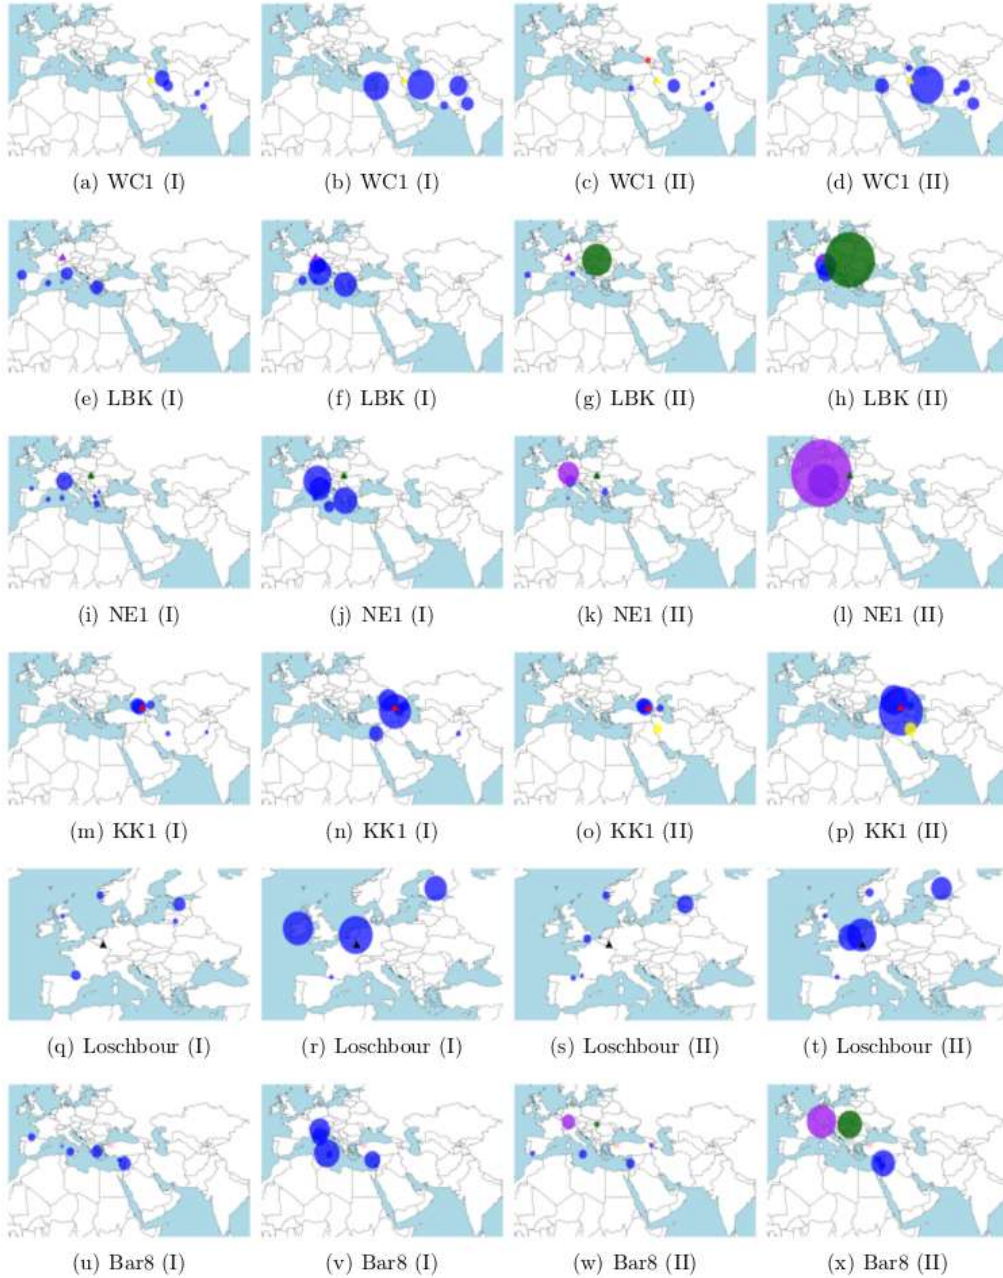 (a) WC1 (I) (b) WC1 (I) (c) WC1 (II) (d) WC1 (II)
(e) LBK (I) (f) LBK (I) (g) LBK (II) (h) LBK (II)
(i) NE1 (I) (j) NE1 (I) (k) NE1 (II) (l) NE1 (II)
(m) KK1 (I) (n) KK1 (I) (o) KK1 (II) (p) KK1 (II)
(q) Loschbour (I) (r) Loschbour (I) (s) Loschbour (II) (t) Loschbour (II)
(u) Bar8 (I) (v) Bar8 (I) (w) Bar8 (II) (x) Bar8 (II)